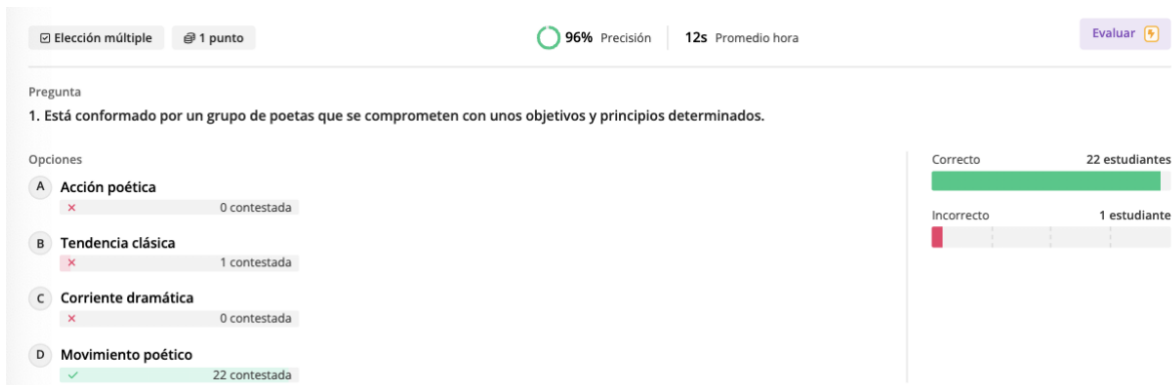 Elección múltiple
1 punto
96% Precisión
12s Promedio hora
Evaluar
Pregunta
1. Está conformado por un grupo de poetas que se comprometen con unos objetivos y principios determinados.
Opciones
A Acción poética
0 contestada
B Tendencia clásica
1 contestada
C Corriente dramática
0 contestada
D Movimiento poético
22 contestada
Correcto 22 estudiantes
Incorrecto 1 estudiante